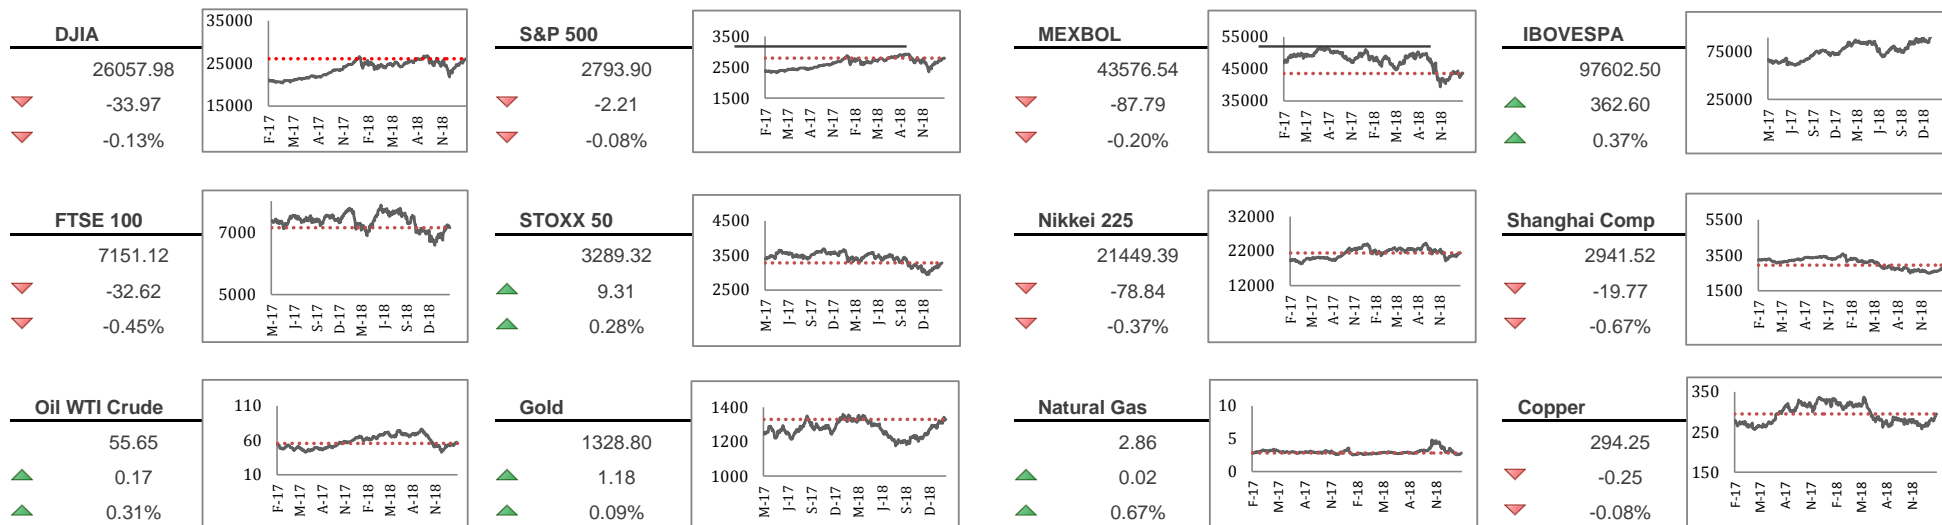 DJIA
26057.98
-33.97
-0.13%
35000
25000
15000
F-17 M-17 A-17 N-17 F-18 M-18 A-18 N-18
S&P 500
2793.90
-2.21
-0.08%
3500
2500
1500
F-17 M-17 A-17 N-17 F-18 M-18 A-18 N-18
MEXBOL
43576.54
-87.79
-0.20%
55000
45000
35000
F-17 M-17 A-17 N-17 F-18 M-18 A-18 N-18
IBOVESPA
97602.50
362.60
0.37%
75000
25000
M-17 J-17 S-17 D-17 M-18 J-18 S-18 D-18
FTSE 100
7151.12
-32.62
-0.45%
7000
5000
M-17 J-17 S-17 D-17 M-18 J-18 S-18 D-18
STOXX 50
3289.32
9.31
0.28%
4500
3500
2500
M-17 J-17 S-17 D-17 M-18 J-18 S-18 D-18
Nikkei 225
21449.39
-78.84
-0.37%
32000
22000
12000
F-17 M-17 A-17 N-17 F-18 M-18 A-18 N-18
Shanghai Comp
2941.52
-19.77
-0.67%
5500
3500
1500
F-17 M-17 A-17 N-17 F-18 M-18 A-18 N-18
Oil WTI Crude
55.65
0.17
0.31%
110
60
10
F-17 M-17 A-17 N-17 F-18 M-18 A-18 N-18
Gold
1328.80
1.18
0.09%
1400
1200
1000
M-17 J-17 S-17 D-17 M-18 J-18 S-18 D-18
Natural Gas
2.86
0.02
0.67%
10
5
0
F-17 M-17 A-17 N-17 F-18 M-18 A-18 N-18
Copper
294.25
-0.25
-0.08%
350
250
150
F-17 M-17 A-17 N-17 F-18 M-18 A-18 N-18